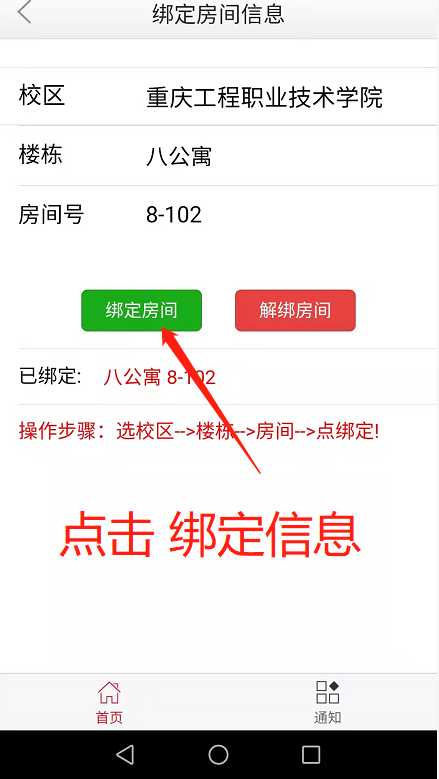 绑定房间信息
校区 重庆工程职业技术学院
楼栋 八公寓
房间号 8-102
绑定房间 解绑房间
已绑定: 八公寓 8-102
操作步骤：选校区-->楼栋-->房间-->点绑定!
点击 绑定信息
首页 通知